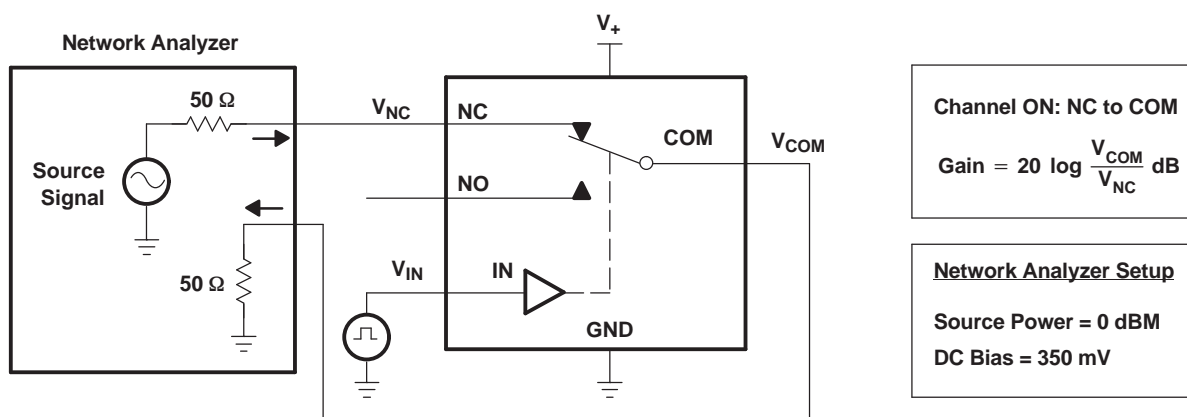 Network Analyzer
50 Ω
Source
Signal
50 Ω
V+
VNC
NC
COM
VCOM
NO
VIN
IN
GND
Channel ON: NC to COM
Gain = 20 log VCOM/VNC dB
Network Analyzer Setup
Source Power = 0 dBM
DC Bias = 350 mV